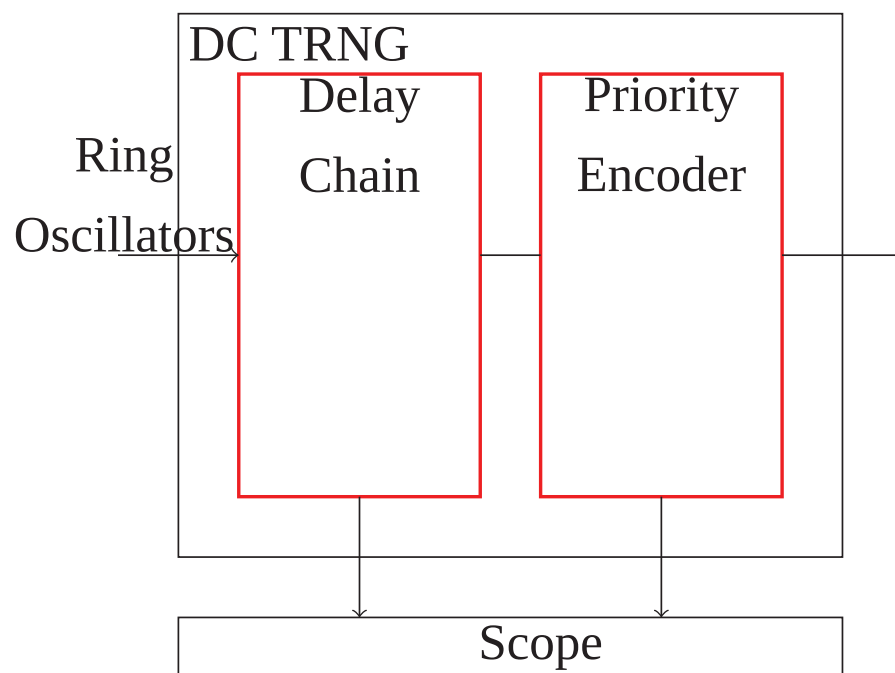 DC TRNG
Delay
Chain
Priority
Encoder
Ring
Oscillators
Scope